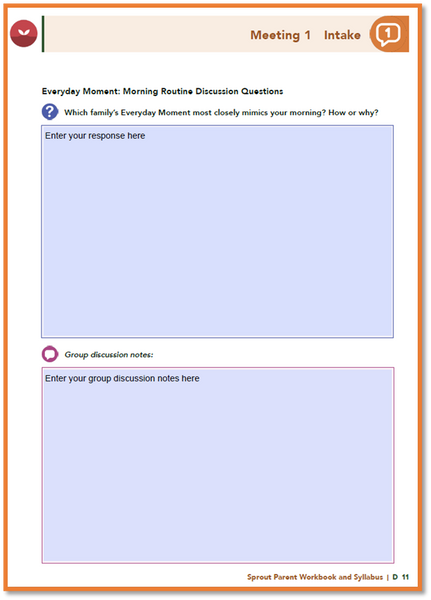 Meeting 1 Intake
1
Everyday Moment: Morning Routine Discussion Questions
? Which family's Everyday Moment most closely mimics your morning? How or why?
Enter your response here
Group discussion notes:
Enter your group discussion notes here
Sprout Parent Workbook and Syllabus | D 11